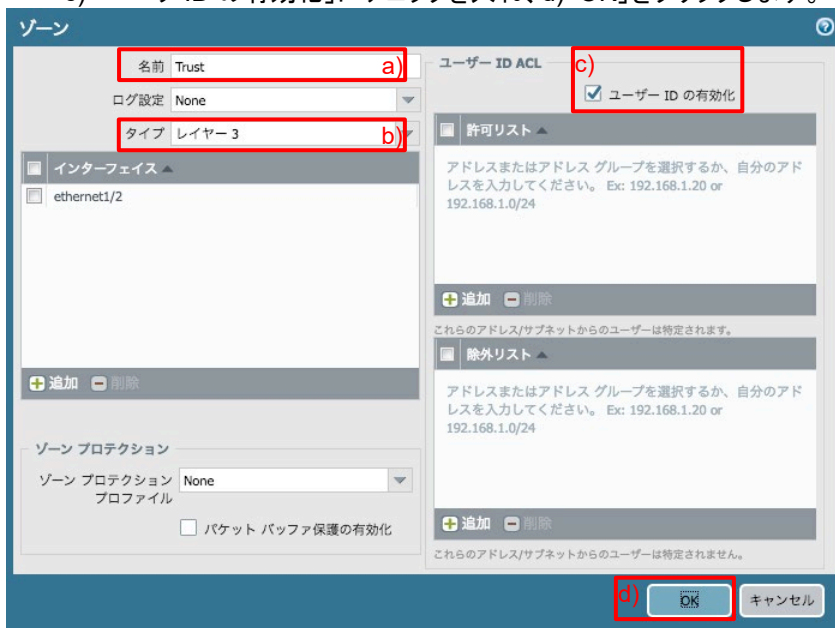 ゾーン
名前 Trust a)
ログ設定 None
タイプ レイヤー 3 b)
インターフェイス
ethernet1/2
追加 削除
ゾーン プロテクション
ゾーン プロテクション プロファイル None
パケット バッファ保護の有効化
ユーザー ID ACL
c)
ユーザー ID の有効化
許可リスト
アドレスまたはアドレス グループを選択するか、自分のアド
レスを入力してください。 Ex: 192.168.1.20 or
192.168.1.0/24
追加 削除
これらのアドレス/サブネットからのユーザーは特定されます。
除外リスト
アドレスまたはアドレス グループを選択するか、自分のアド
レスを入力してください。 Ex: 192.168.1.20 or
192.168.1.0/24
追加 削除
これらのアドレス/サブネットからのユーザーは特定されません。
d) OK キャンセル